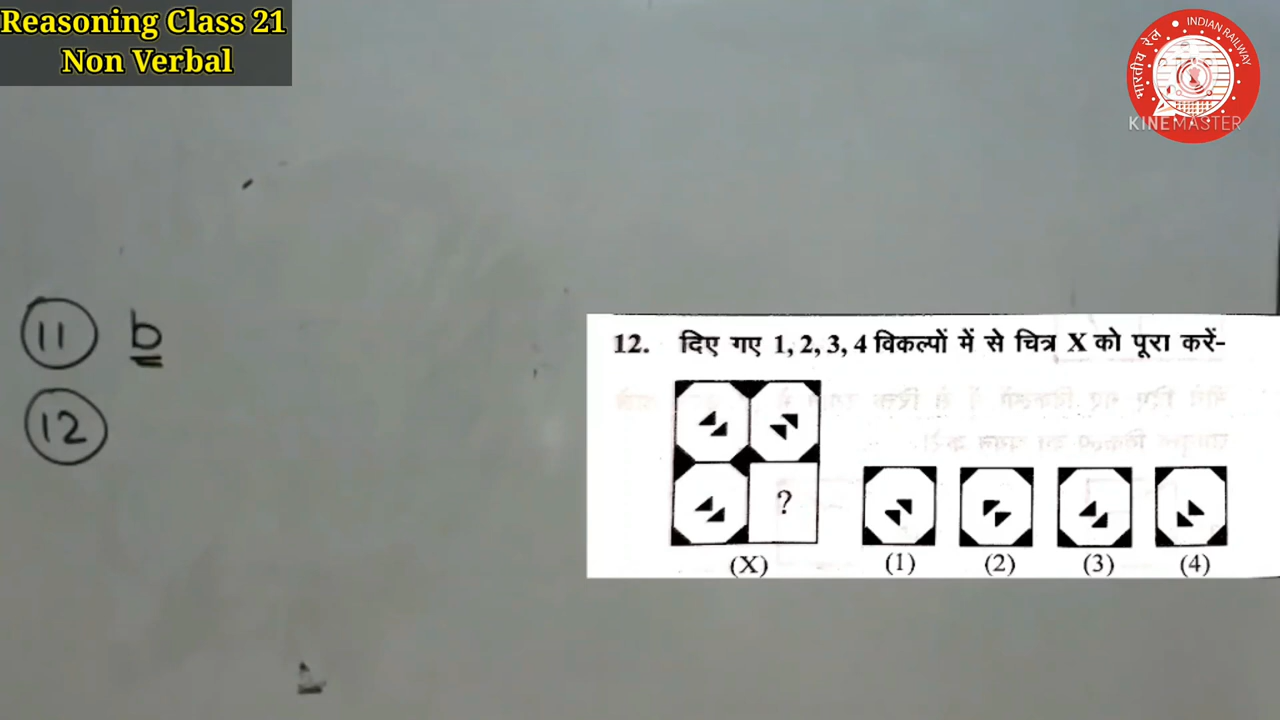 Reasoning Class 21
Non Verbal
भारतीय रेल
INDIAN RAILWAY
KINEMASTER
11 b
12
12. दिए गए 1, 2, 3, 4 विकल्पों में से चित्र X को पूरा करें-
?
(X) (1) (2) (3) (4)